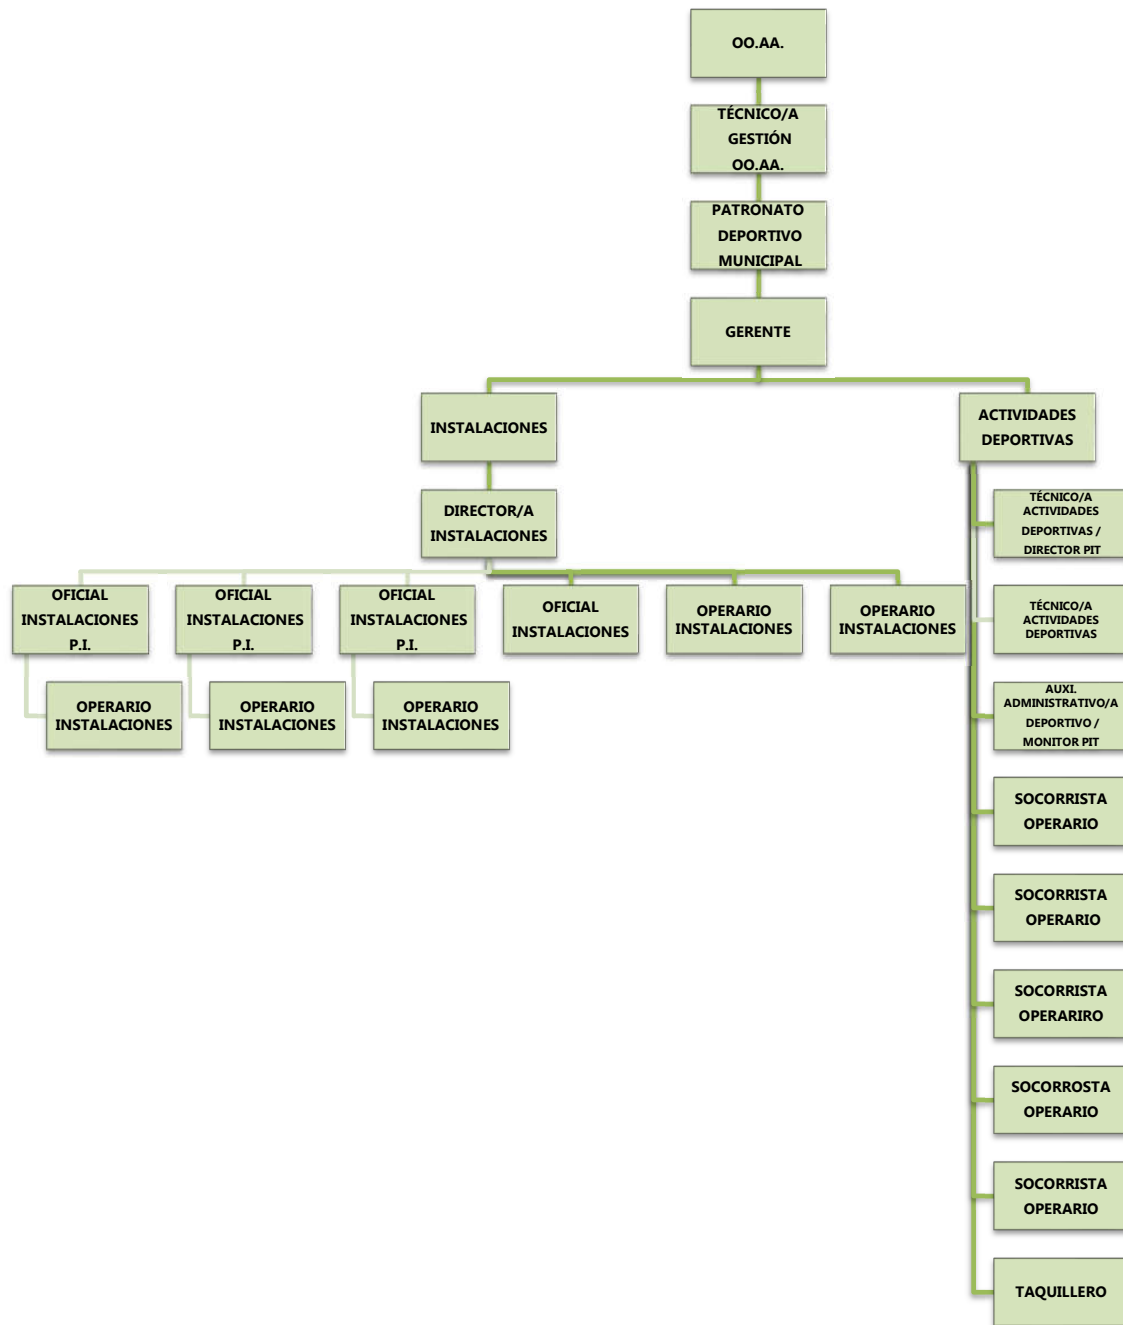 OO.AA.
TÉCNICO/A
GESTIÓN
OO.AA.
PATRONATO
DEPORTIVO
MUNICIPAL
GERENTE
INSTALACIONES
DIRECTOR/A
INSTALACIONES
OFICIAL
INSTALACIONES
P.I.
OPERARIO
INSTALACIONES
OFICIAL
INSTALACIONES
P.I.
OPERARIO
INSTALACIONES
OFICIAL
INSTALACIONES
P.I.
OPERARIO
INSTALACIONES
OFICIAL
INSTALACIONES
OPERARIO
INSTALACIONES
OPERARIO
INSTALACIONES
ACTIVIDADES
DEPORTIVAS
TÉCNICO/A
ACTIVIDADES
DEPORTIVAS /
DIRECTOR PIT
TÉCNICO/A
ACTIVIDADES
DEPORTIVAS
AUXI.
ADMINISTRATIVO/A
DEPORTIVO /
MONITOR PIT
SOCORRISTA
OPERARIO
SOCORRISTA
OPERARIO
SOCORRISTA
OPERARIRO
SOCORROSTA
OPERARIO
SOCORRISTA
OPERARIO
TAQUILLERO